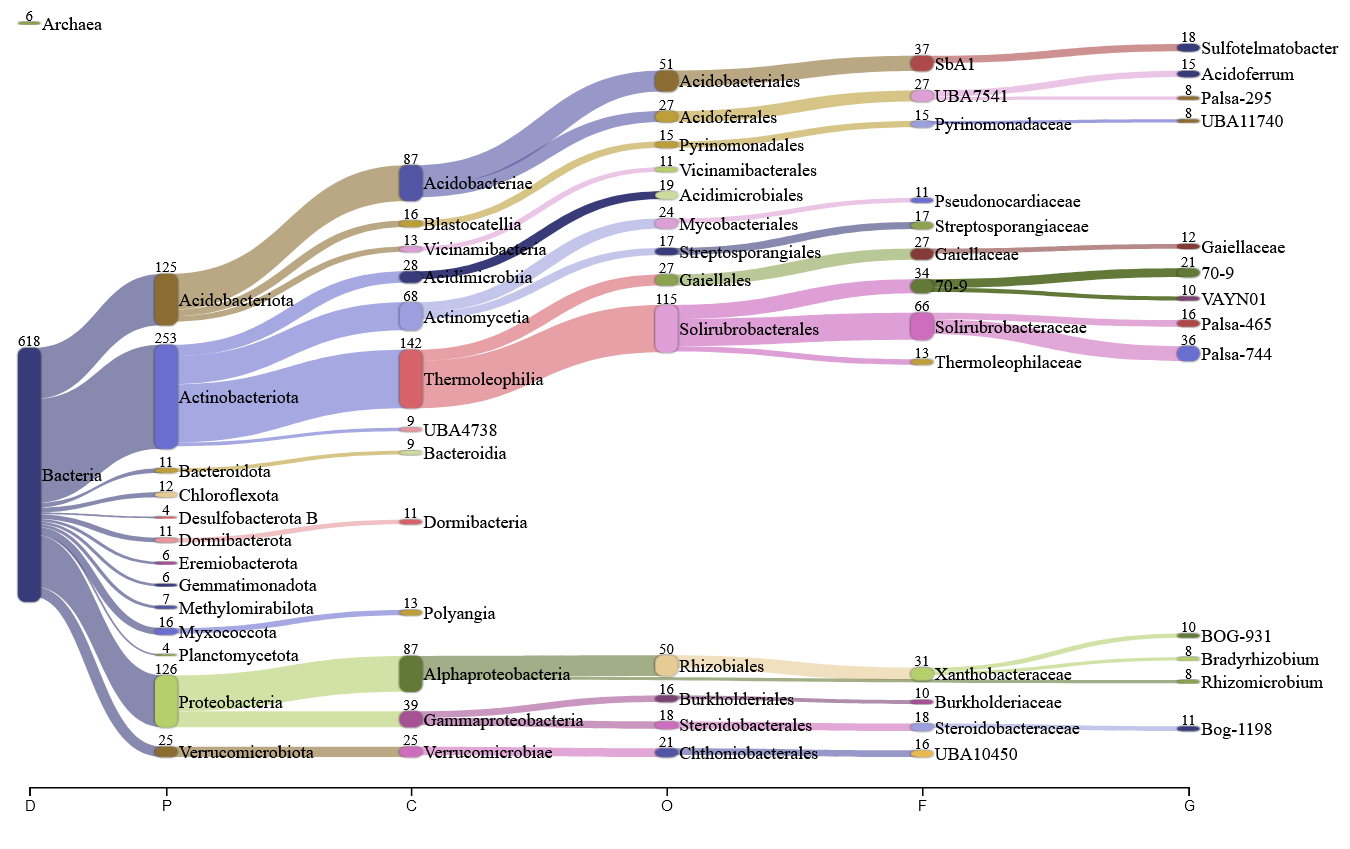 6
Archaea
618
Bacteria
125
Acidobacteriota
253
Actinobacteriota
11
Bacteroidota
12
Chloroflexota
4
Desulfobacterota B
11
Dormibacterota
6
Eremiobacterota
6
Gemmatimonadota
7
Methylomirabilota
16
Myxococcota
4
Planctomycetota
126
Proteobacteria
25
Verrucomicrobiota
87
Acidobacteriae
16
Blastocatellia
13
Vicinamibacteria
28
Acidimicrobiia
68
Actinomycetia
142
Thermoleophilia
9
UBA4738
9
Bacteroidia
11
Dormibacteria
13
Polyangia
87
Alphaproteobacteria
39
Gammaproteobacteria
25
Verrucomicrobiae
51
Acidobacteriales
27
Acidoferrales
15
Pyrinomonadales
11
Vicinamibacterales
19
Acidimicrobiales
24
Mycobacteriales
17
Streptosporangiales
27
Gaiellales
115
Solirubrobacterales
50
Rhizobiales
16
Burkholderiales
18
Steroidobacterales
21
Chthoniobacterales
37
SbA1
27
UBA7541
15
Pyrinomonadaceae
11
Pseudonocardiaceae
17
Streptosporangiaceae
27
Gaiellaceae
34
70-9
66
Solirubrobacteraceae
13
Thermoleophilaceae
31
Xanthobacteraceae
10
Burkholderiaceae
18
Steroidobacteraceae
16
UBA10450
18
Sulfotelmatobacter
15
Acidoferrum
8
Palsa-295
8
UBA11740
12
Gaiellaceae
21
70-9
10
VAYN01
16
Palsa-465
36
Palsa-744
10
BOG-931
8
Bradyrhizobium
8
Rhizomicrobium
11
Bog-1198
D P C O F G